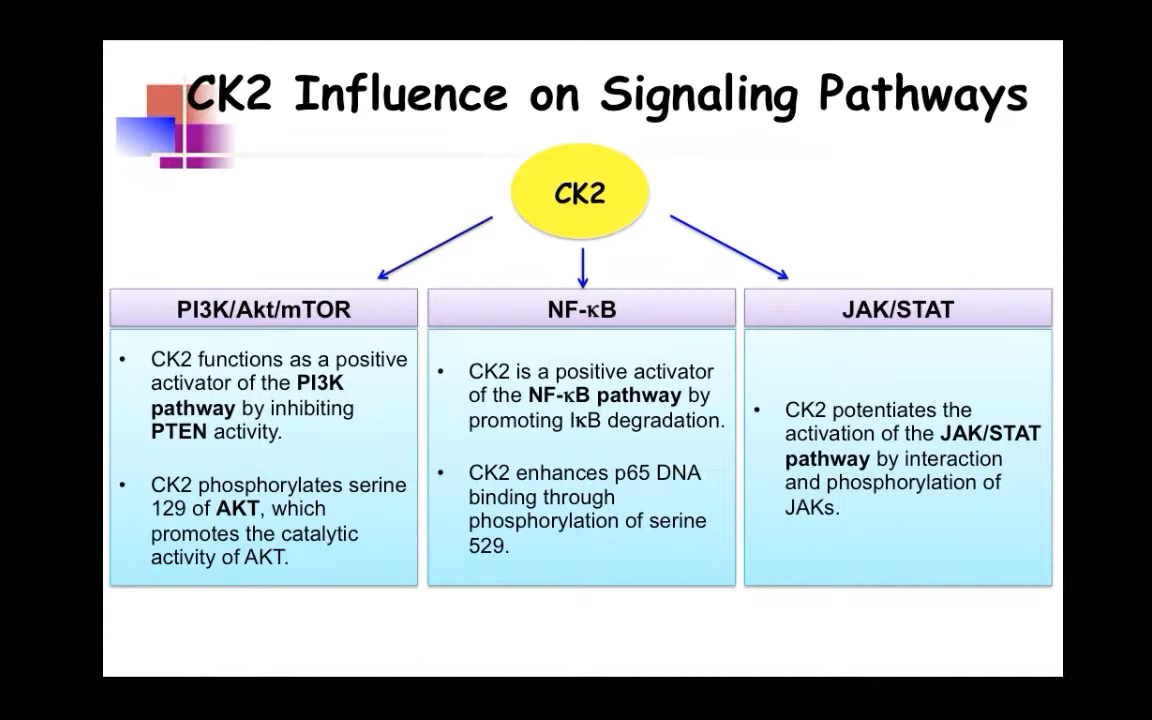 CK2 Influence on Signaling Pathways
CK2
PI3K/Akt/mTOR
• CK2 functions as a positive
activator of the PI3K
pathway by inhibiting
PTEN activity.
• CK2 phosphorylates serine
129 of AKT, which
promotes the catalytic
activity of AKT.
NF-κB
• CK2 is a positive activator
of the NF-κB pathway by
promoting IκB degradation.
• CK2 enhances p65 DNA
binding through
phosphorylation of serine
529.
JAK/STAT
• CK2 potentiates the
activation of the JAK/STAT
pathway by interaction
and phosphorylation of
JAKs.